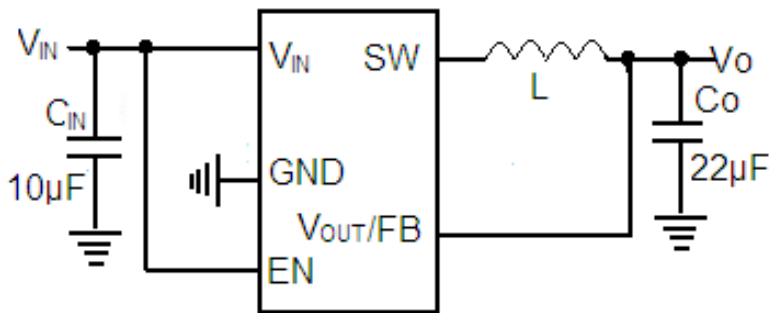 VIN
VIN
SW
Vo
L
CIN
10µF
GND
Co
22µF
VOUT/FB
EN